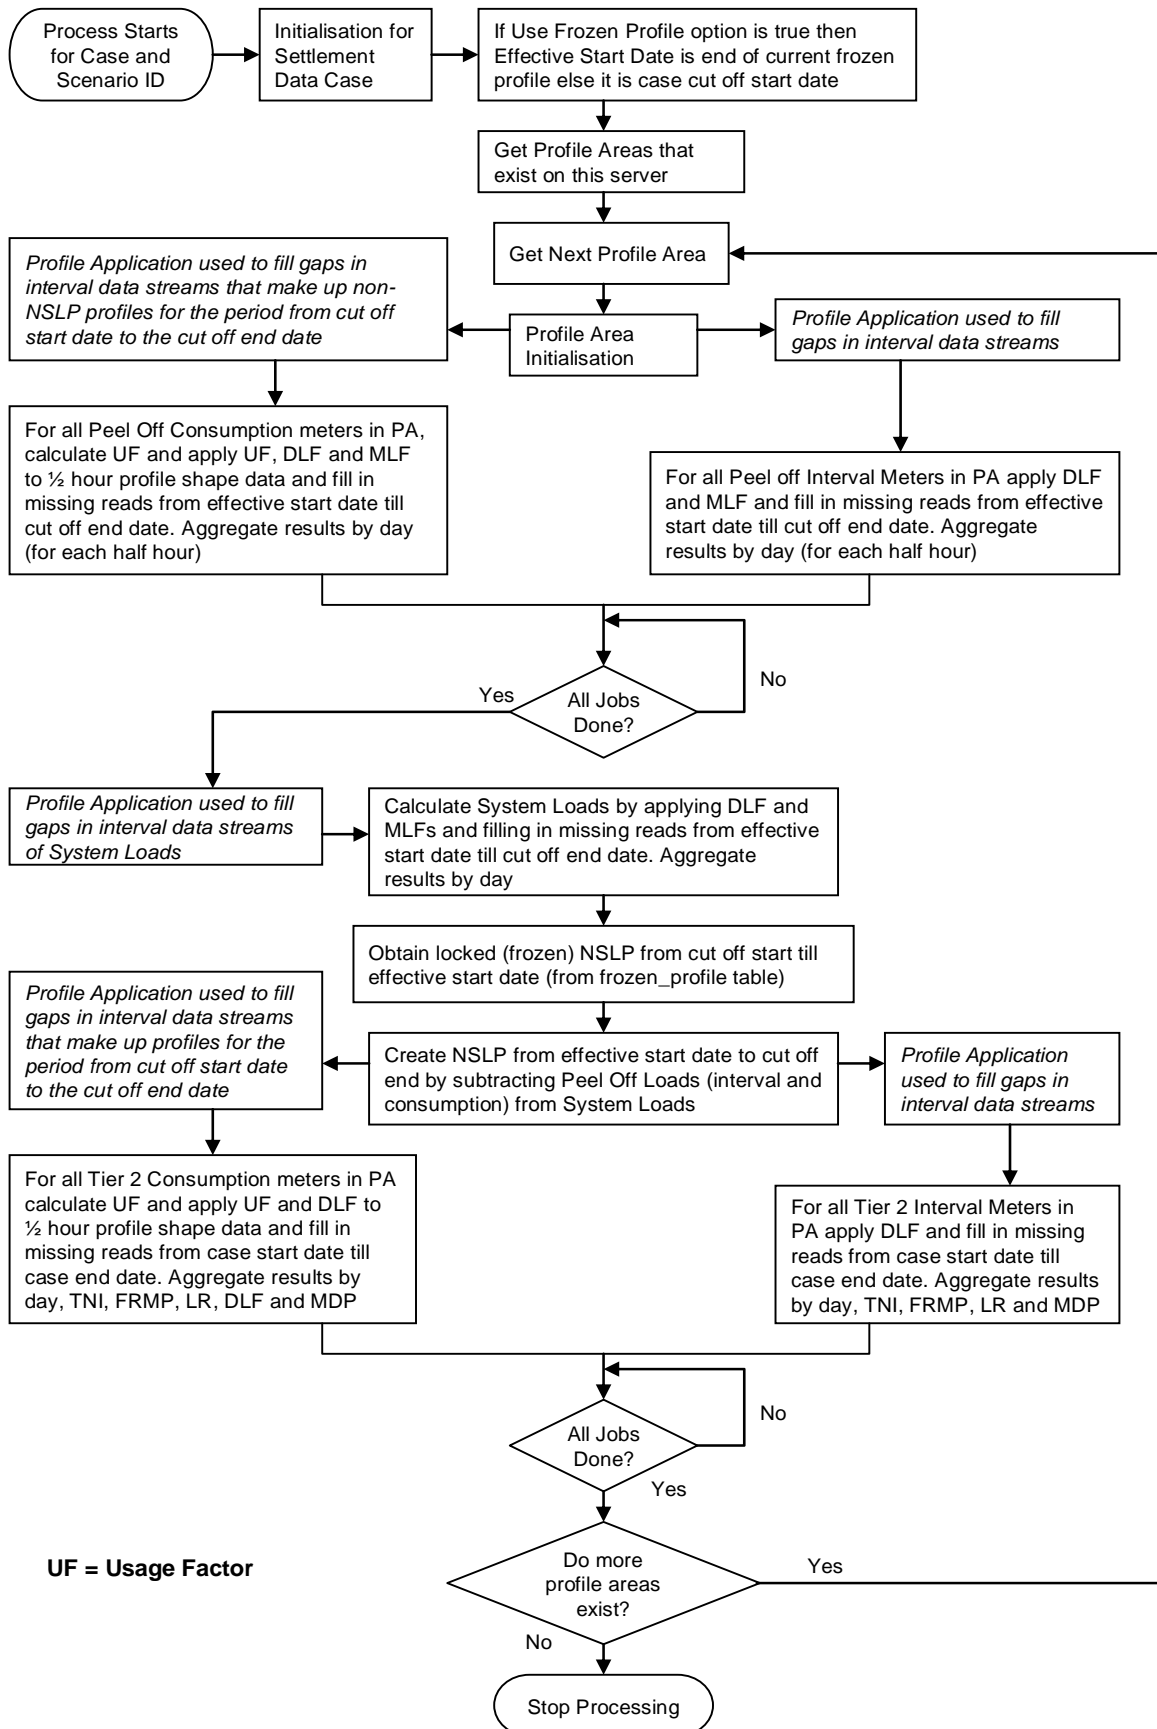 Process Starts
for Case and
Scenario ID
Initialisation for
Settlement
Data Case
If Use Frozen Profile option is true then
Effective Start Date is end of current frozen
profile else it is case cut off start date
Get Profile Areas that
exist on this server
Get Next Profile Area
Profile Application used to fill gaps in
interval data streams that make up non-
NSLP profiles for the period from cut off
start date to the cut off end date
Profile Area
Initialisation
Profile Application used to fill
gaps in interval data streams
For all Peel Off Consumption meters in PA,
calculate UF and apply UF, DLF and MLF
to ½ hour profile shape data and fill in
missing reads from effective start date till
cut off end date. Aggregate results by day
(for each half hour)
For all Peel off Interval Meters in PA apply DLF
and MLF and fill in missing reads from effective
start date till cut off end date. Aggregate
results by day (for each half hour)
All Jobs
Done?
Yes
No
Profile Application used to fill
gaps in interval data streams
of System Loads
Calculate System Loads by applying DLF and
MLFs and filling in missing reads from effective
start date till cut off end date. Aggregate
results by day
Obtain locked (frozen) NSLP from cut off start till
effective start date (from frozen_profile table)
Profile Application used to fill
gaps in interval data streams
that make up profiles for the
period from cut off start date
to the cut off end date
Create NSLP from effective start date to cut off
end by subtracting Peel Off Loads (interval and
consumption) from System Loads
Profile Application
used to fill gaps in
interval data streams
For all Tier 2 Consumption meters in PA
calculate UF and apply UF and DLF to
½ hour profile shape data and fill in
missing reads from case start date till
case end date. Aggregate results by
day, TNI, FRMP, LR, DLF and MDP
For all Tier 2 Interval Meters in
PA apply DLF and fill in missing
reads from case start date till
case end date. Aggregate results
by day, TNI, FRMP, LR and MDP
All Jobs
Done?
No
Yes
UF = Usage Factor
Do more
profile areas
exist?
Yes
No
Stop Processing